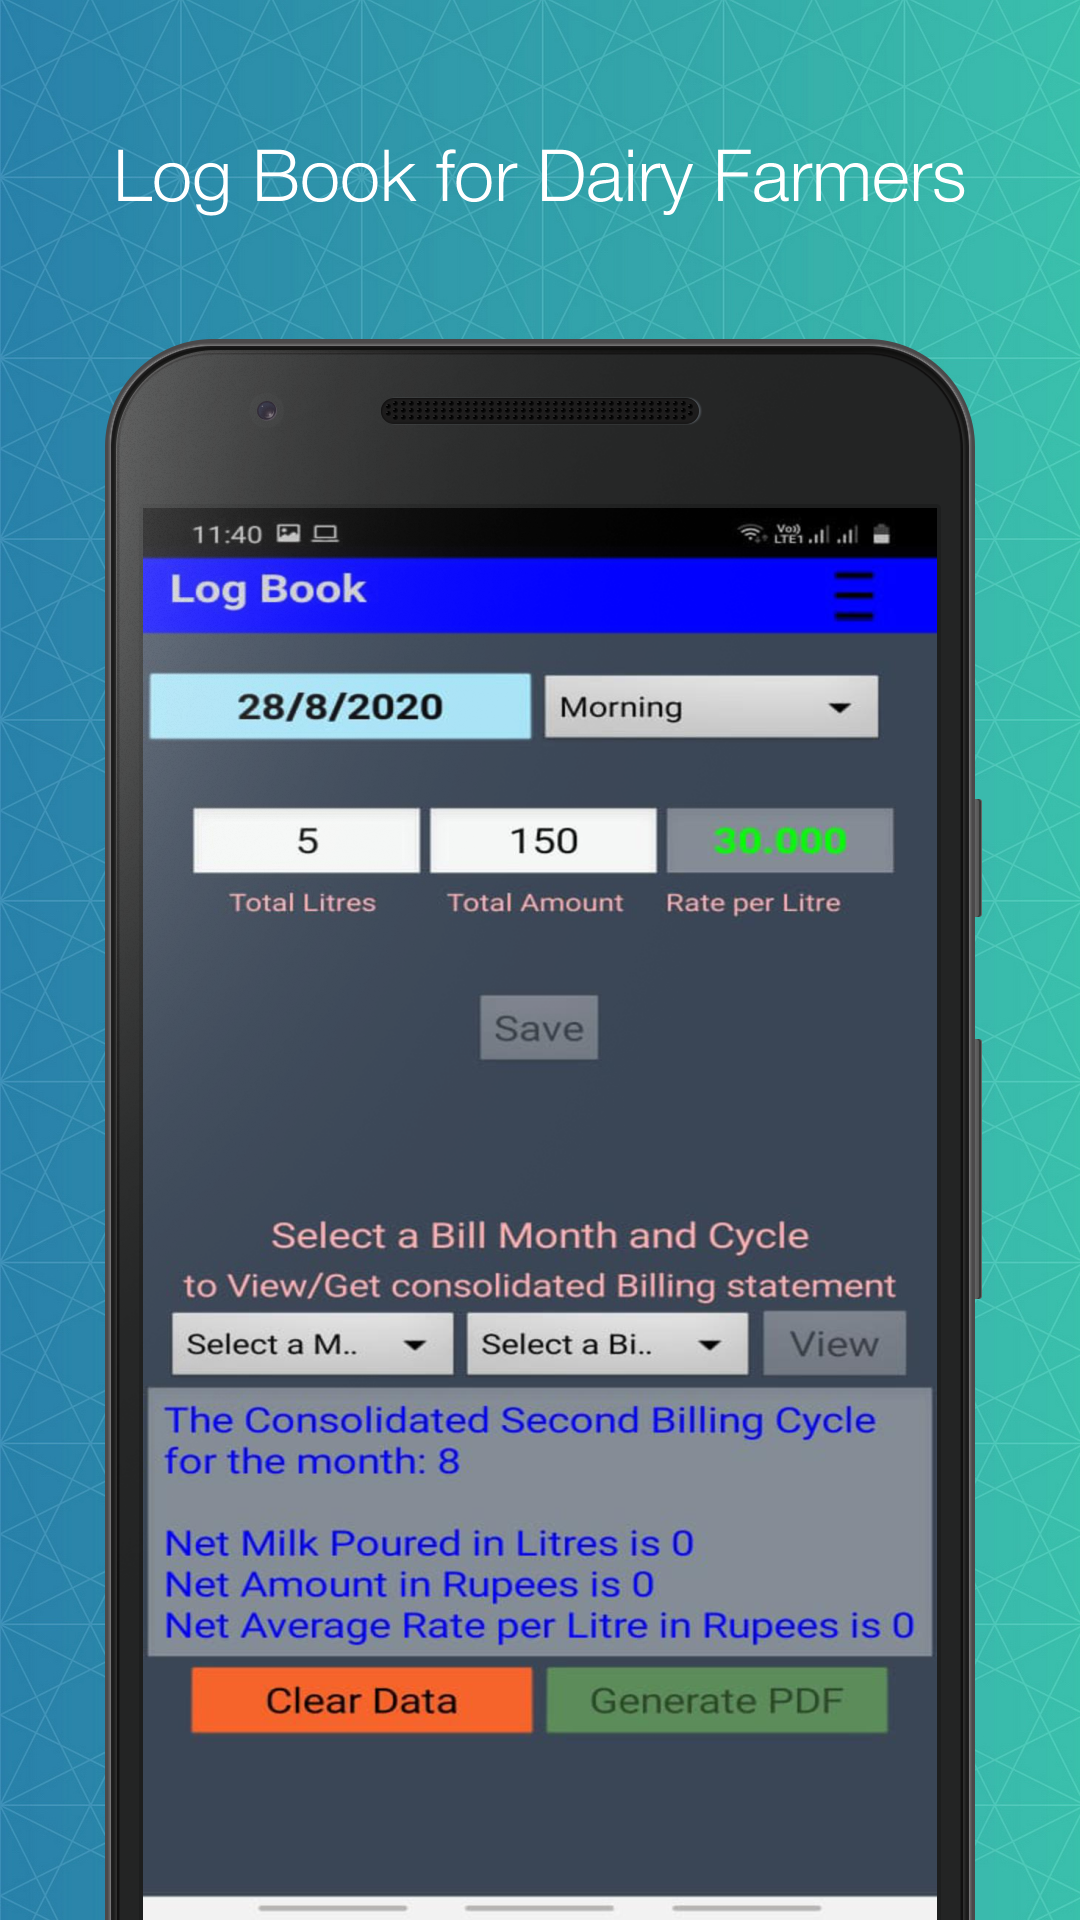 Log Book for Dairy Farmers
11:40
Vo))
LTE1
Log Book
28/8/2020
Morning
5
150
30.000
Total Litres
Total Amount
Rate per Litre
Save
Select a Bill Month and Cycle
to View/Get consolidated Billing statement
Select a M..
Select a Bi..
View
The Consolidated Second Billing Cycle
for the month: 8
Net Milk Poured in Litres is 0
Net Amount in Rupees is 0
Net Average Rate per Litre in Rupees is 0
Clear Data
Generate PDF